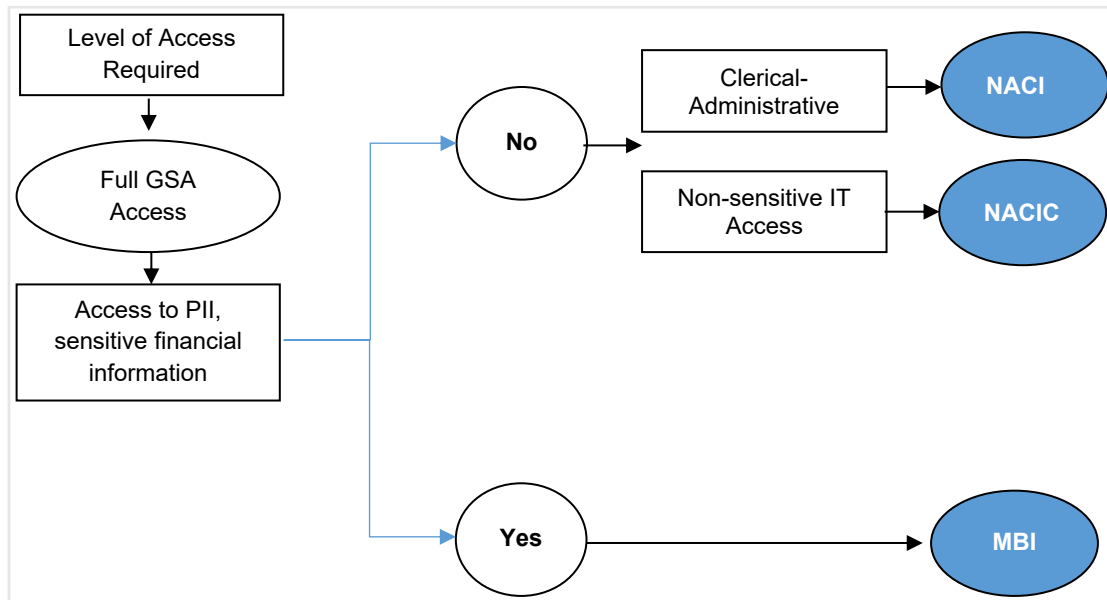 Level of Access
Required
Full GSA
Access
Access to PII,
sensitive financial
information
No
Clerical-
Administrative
NACI
Non-sensitive IT
Access
NACIC
Yes
MBI